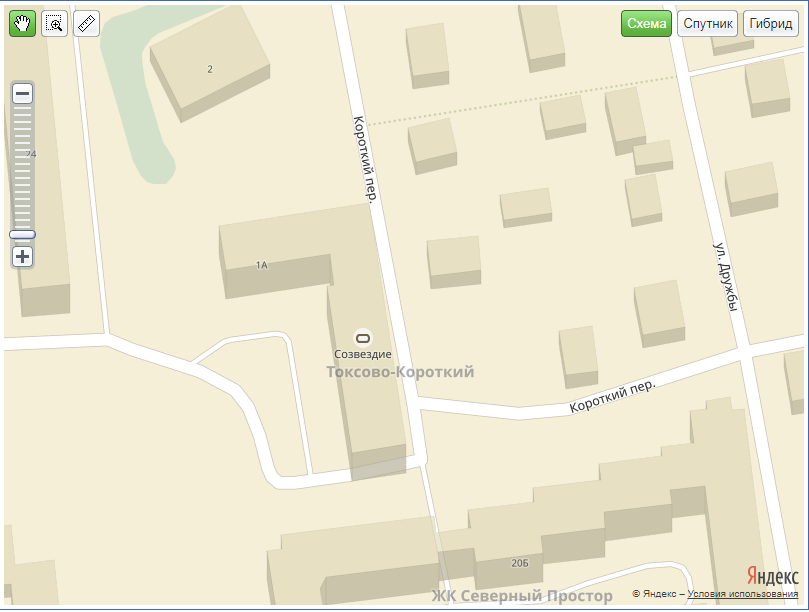 Схема
Спутник
Гибрид
2
74
Короткий пер.
1А
ул. Дружбы
Созвездие
Токсово-Короткий
Короткий пер.
20Б
ЖК Северный Простор
Яндекс
© Яндекс – Условия использования